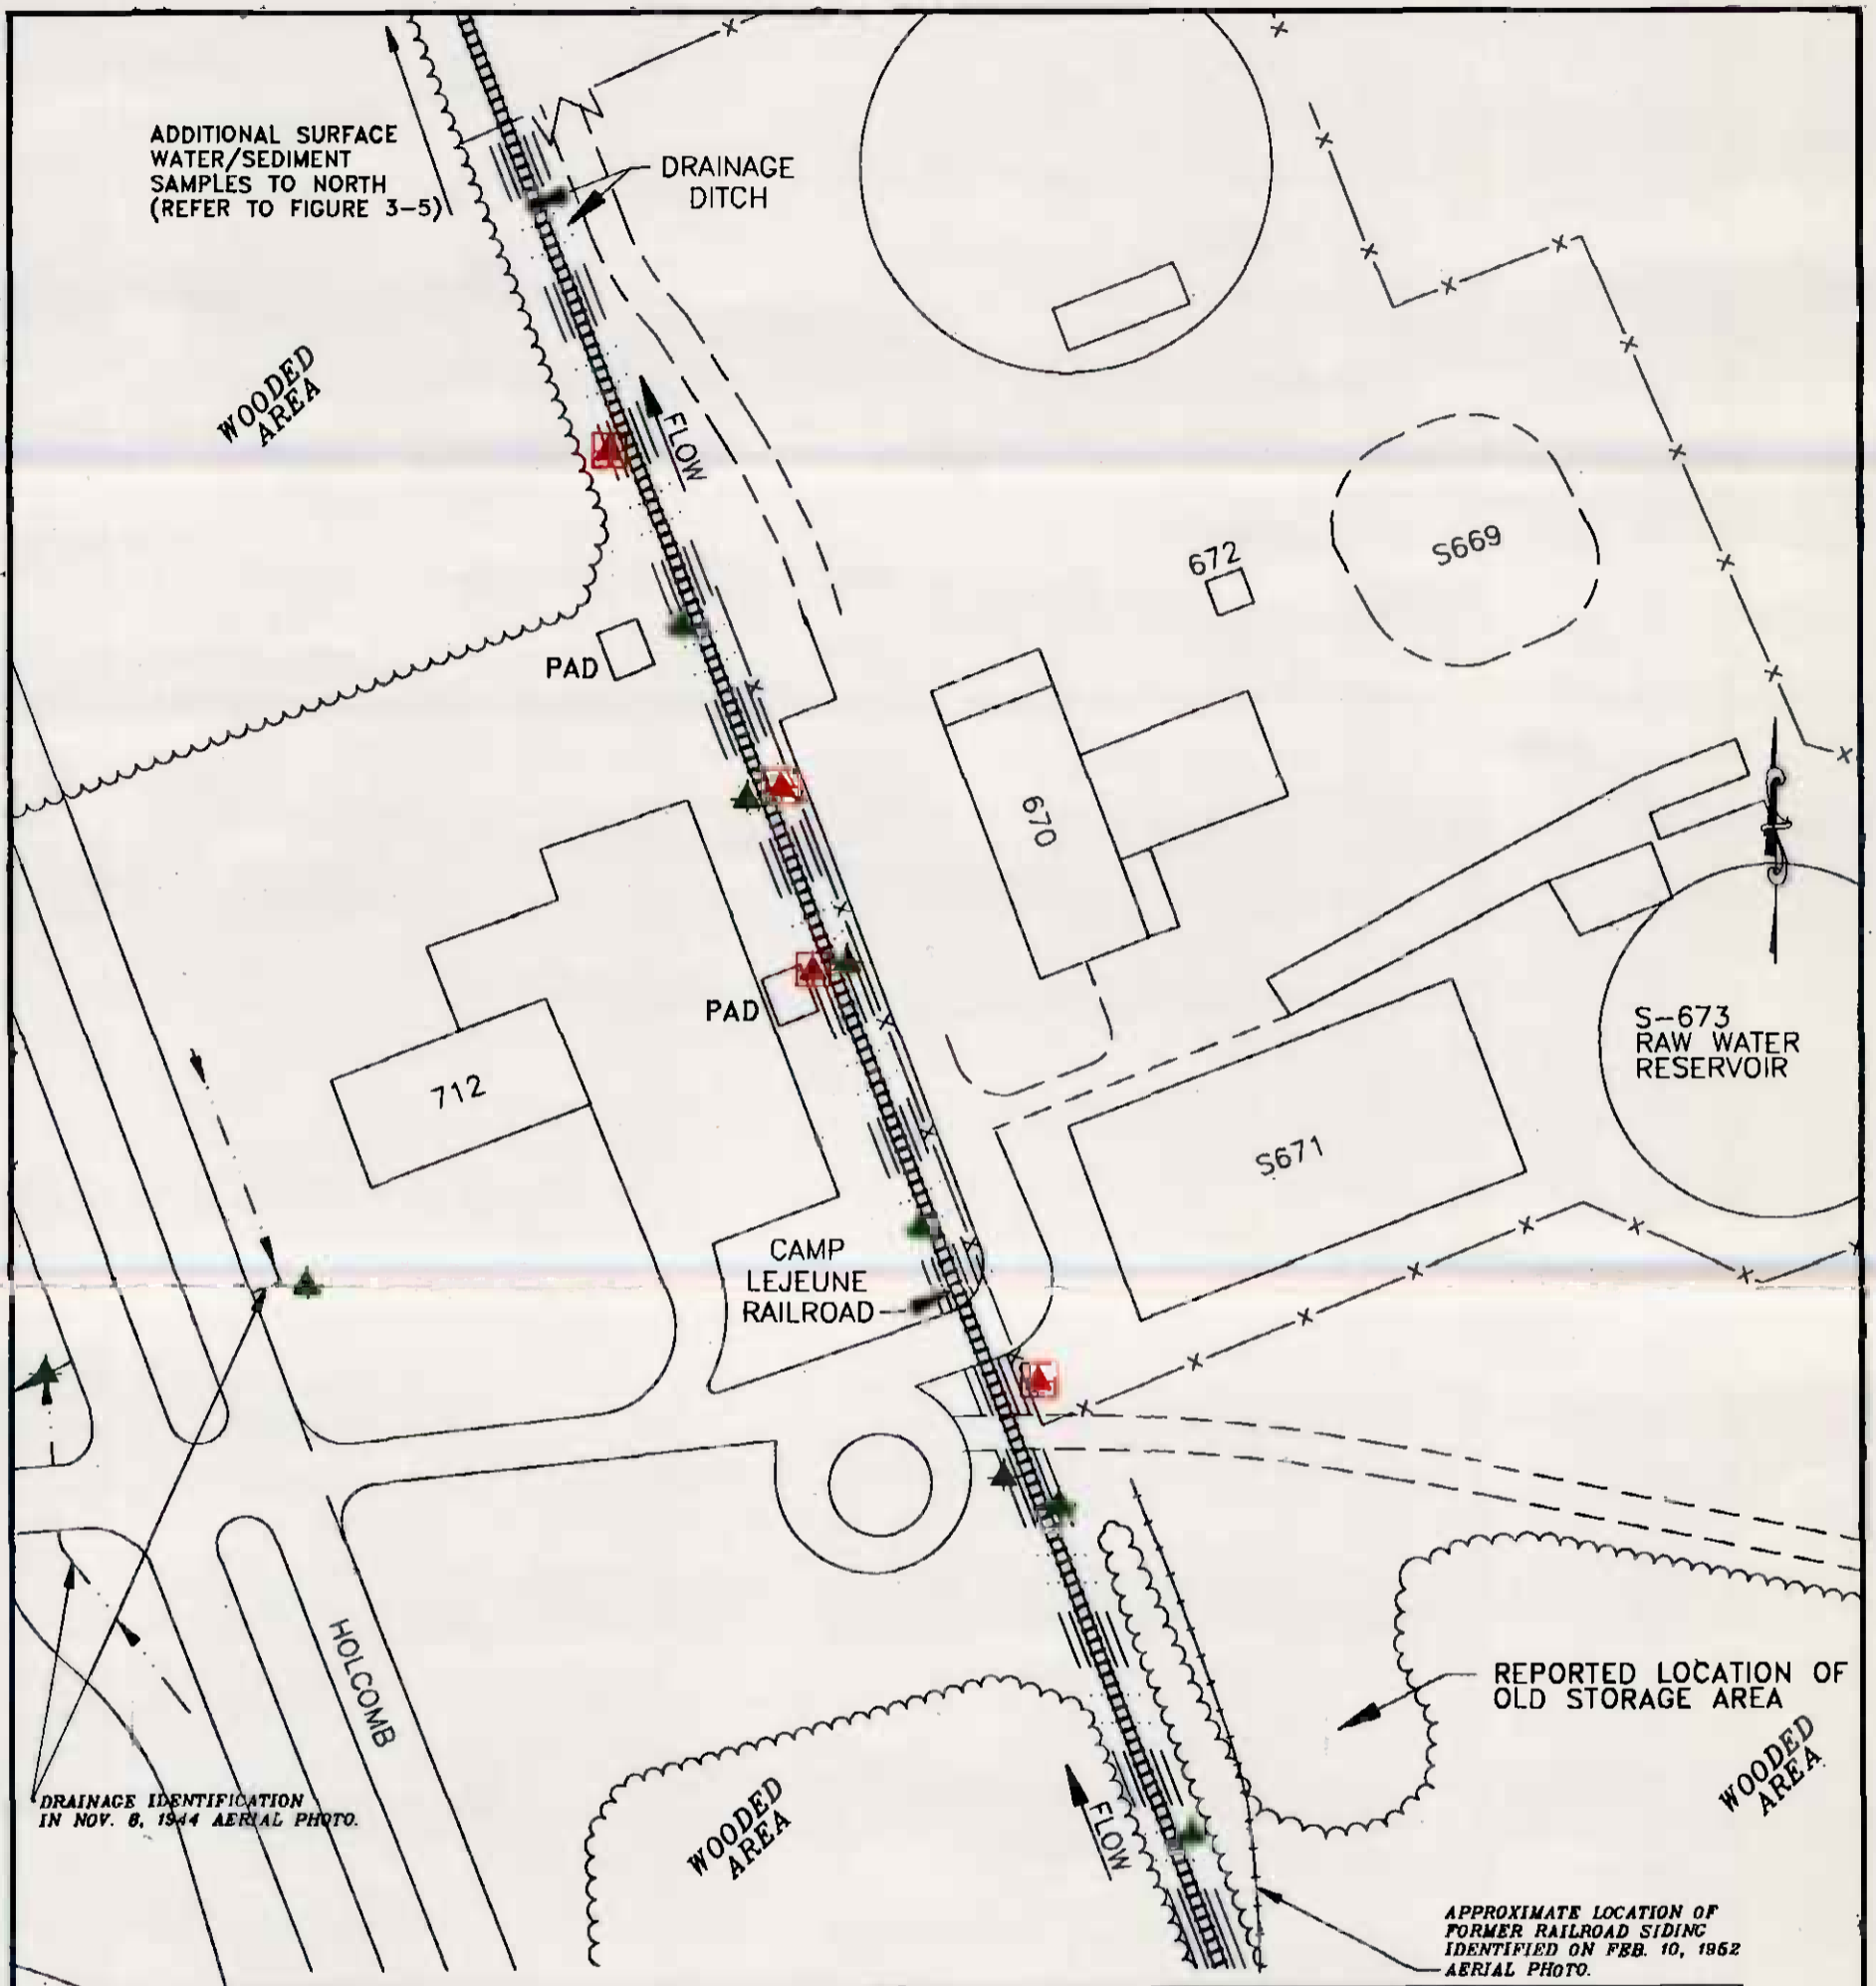 ADDITIONAL SURFACE
WATER/SEDIMENT
SAMPLES TO NORTH
(REFER TO FIGURE 3-5)
DRAINAGE
DITCH
WOODED
AREA
FLOW
S669
672
PAD
670
PAD
S-673
RAW WATER
RESERVOIR
712
S671
CAMP
LEJEUNE
RAILROAD
HOLCOMB
REPORTED LOCATION OF
OLD STORAGE AREA
WOODED
AREA
DRAINAGE IDENTIFICATION
IN NOV. 8, 1944 AERIAL PHOTO.
WOODED
AREA
FLOW
APPROXIMATE LOCATION OF
FORMER RAILROAD SIDING
IDENTIFIED ON FEB. 10, 1952
AERIAL PHOTO.